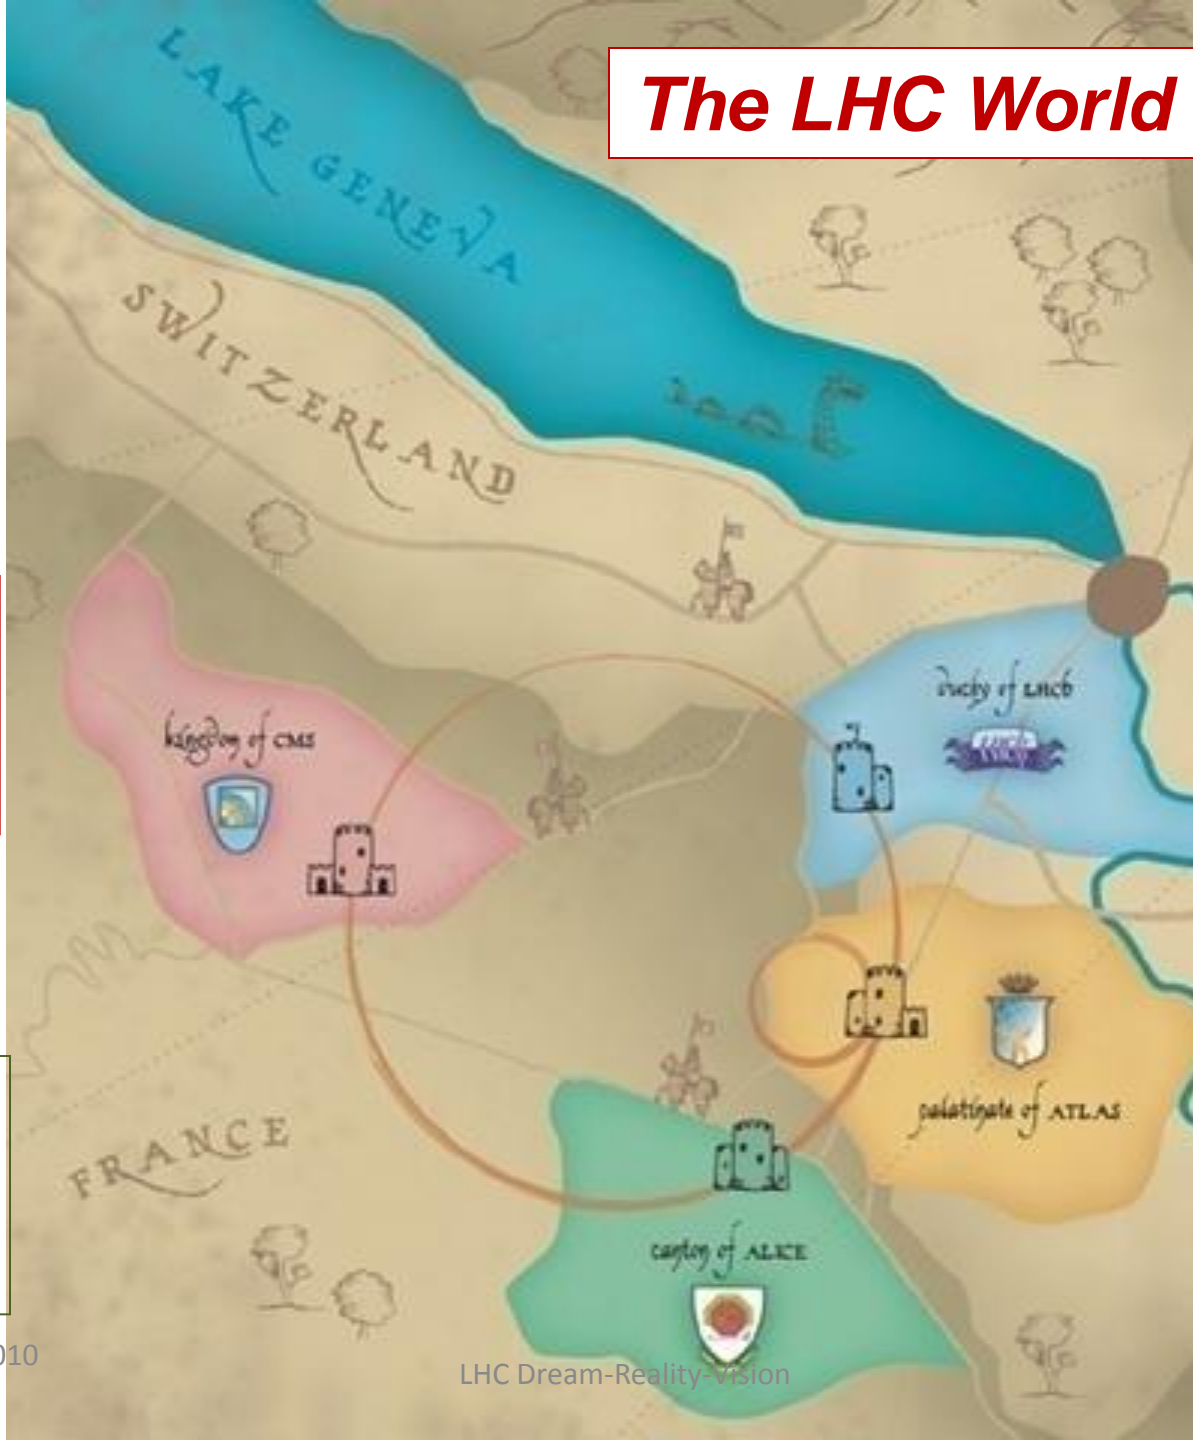 The LHC World
LAKE GENEVA
SWITZERLAND
duchy of LHCb
kingdom of CMS
palatinate of ATLAS
FRANCE
canton of ALICE
010
LHC Dream-Reality-Vision